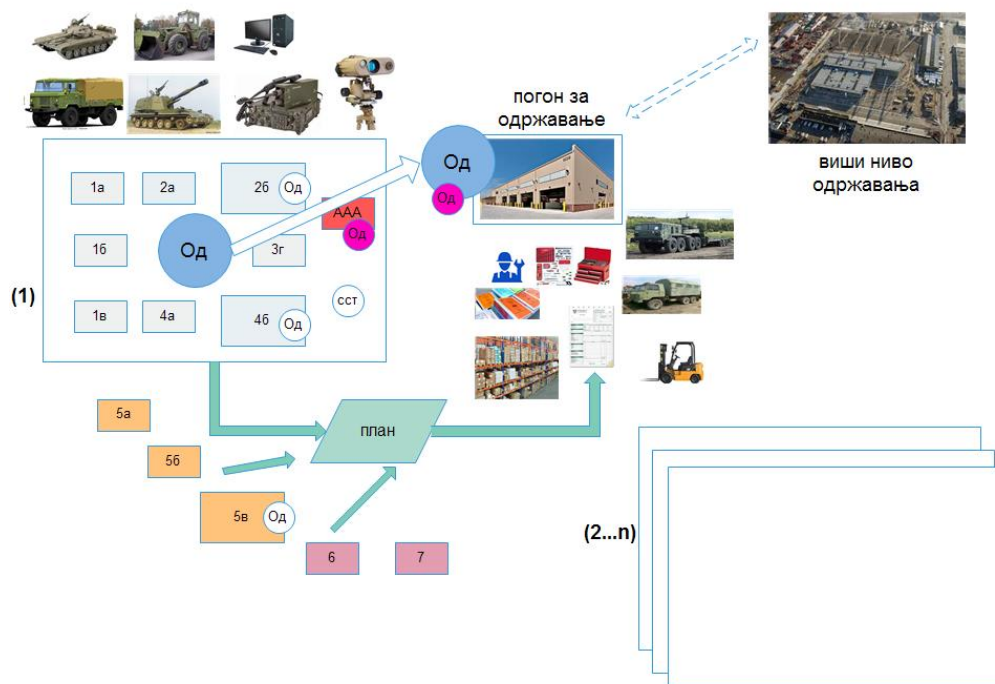 погон за
одржавање
виши ниво
одржавања
Од
Од
1а
2а
2б
Од
ААА
Од
1б
Од
3г
(1)
1в
4а
4б
Од
сст
5а
план
5б
5в
Од
(2...n)
6
7